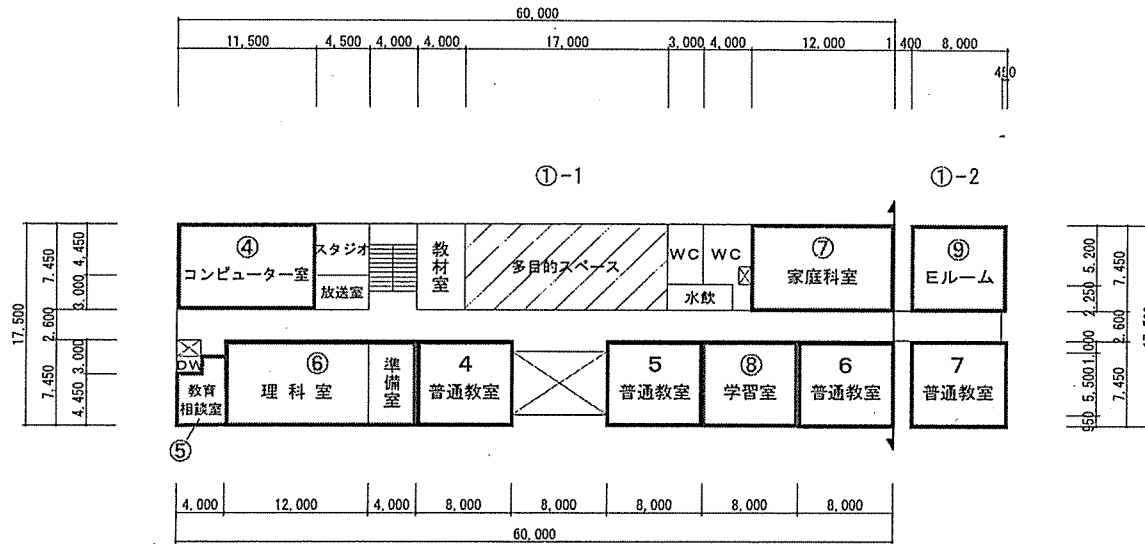 60,000
11,500 4,500 4,000 4,000 17,000 3,000 4,000 12,000 1,400 8,000
450
①-1 ①-2
④
コンピューター室
スタジオ
放送室
教材室
多目的スペース
WC WC
水飲
⑦
家庭科室
⑨
Eルーム
17,500
7,450 2,600 7,450
4,450 3,000 3,000 4,450
5,200 2,250 1,000 5,500 950
7,450 2,600 7,450
DW
教育
相談室
⑤
⑥
理科室
準備室
4
普通教室
5
普通教室
⑧
学習室
6
普通教室
7
普通教室
4,000 12,000 4,000 8,000 8,000 8,000 8,000 8,000
60,000